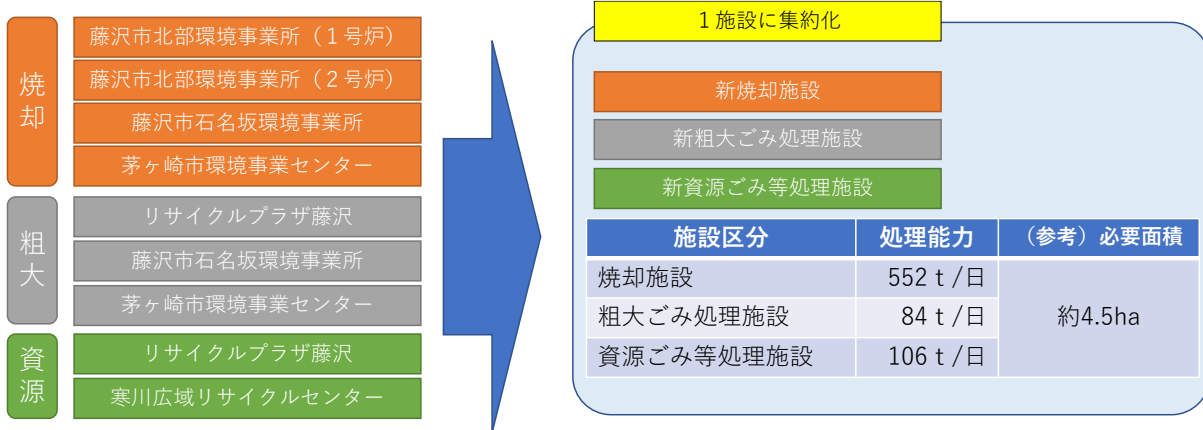 焼却
藤沢市北部環境事業所（１号炉）
藤沢市北部環境事業所（２号炉）
藤沢市石名坂環境事業所
茅ヶ崎市環境事業センター
粗大
リサイクルプラザ藤沢
藤沢市石名坂環境事業所
茅ヶ崎市環境事業センター
資源
リサイクルプラザ藤沢
寒川広域リサイクルセンター
１施設に集約化
新焼却施設
新粗大ごみ処理施設
新資源ごみ等処理施設
施設区分 処理能力 （参考）必要面積
焼却施設 552ｔ/日
粗大ごみ処理施設 84ｔ/日 約4.5ha
資源ごみ等処理施設 106ｔ/日